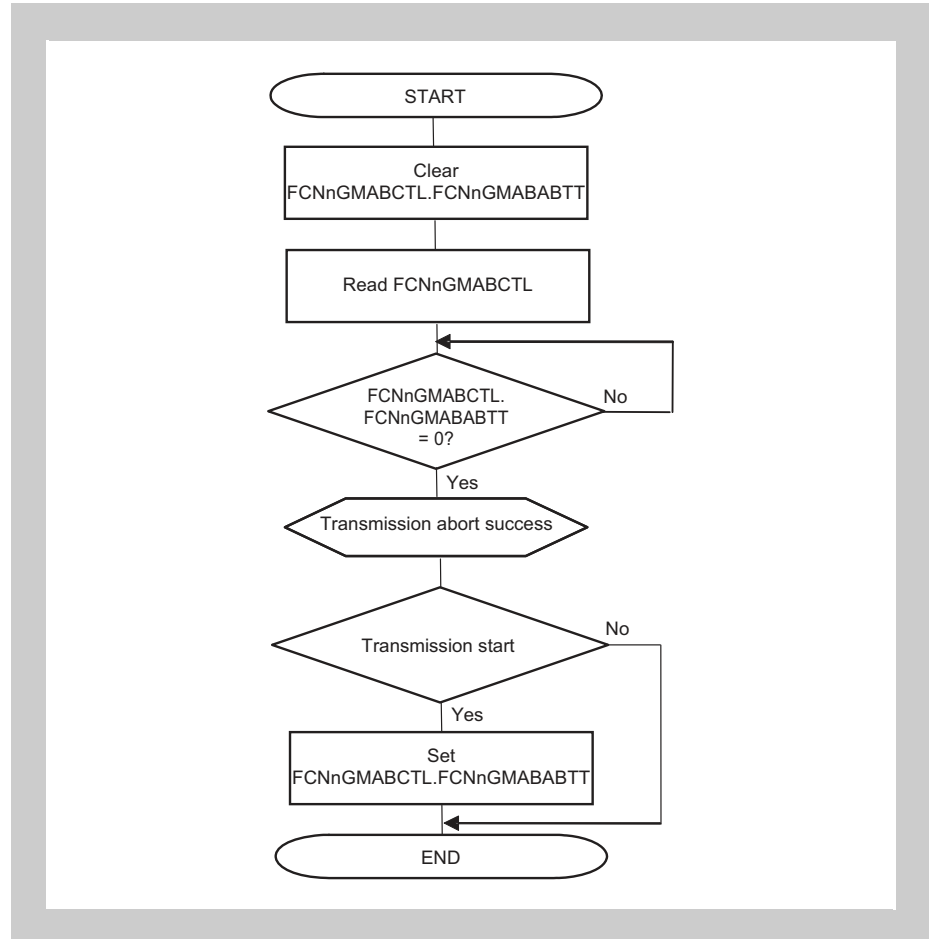 START
Clear
FCNnGMABCTL.FCNnGMABABTT
Read FCNnGMABCTL
FCNnGMABCTL.
FCNnGMABABTT
= 0?
No
Yes
Transmission abort success
Transmission start
No
Yes
Set
FCNnGMABCTL.FCNnGMABABTT
END